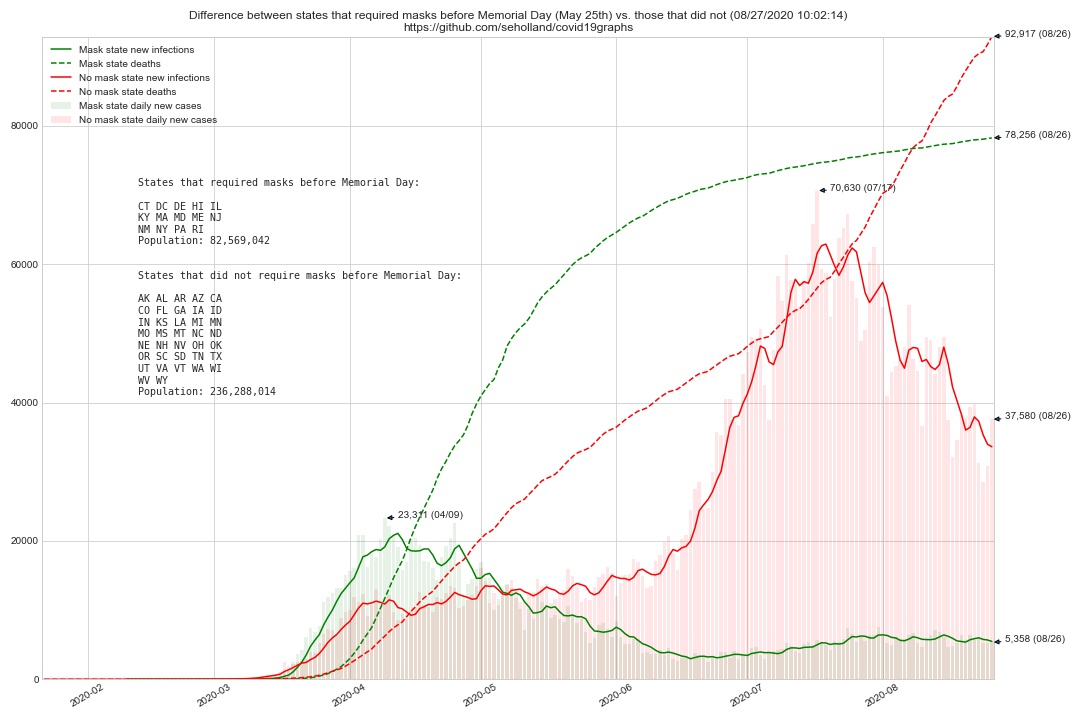 Difference between states that required masks before Memorial Day (May 25th) vs. those that did not (08/27/2020 10:02:14)
https://github.com/seholland/covid19graphs
Mask state new infections
Mask state deaths
No mask state new infections
No mask state deaths
Mask state daily new cases
No mask state daily new cases
92,917 (08/26)
80000
78,256 (08/26)
States that required masks before Memorial Day:
70,630 (07/17)
CT DC DE HI IL
KY MA MD ME NJ
NM NY PA RI
Population: 82,569,042
60000
States that did not require masks before Memorial Day:
AK AL AR AZ CA
CO FL GA IA ID
IN KS LA MI MN
MO MS MT NC ND
NE NH NV OH OK
OR SC SD TN TX
UT VA VT WA WI
WV WY
Population: 236,288,014
40000
37,580 (08/26)
23,311 (04/09)
20000
5,358 (08/26)
0
2020-02
2020-03
2020-04
2020-05
2020-06
2020-07
2020-08